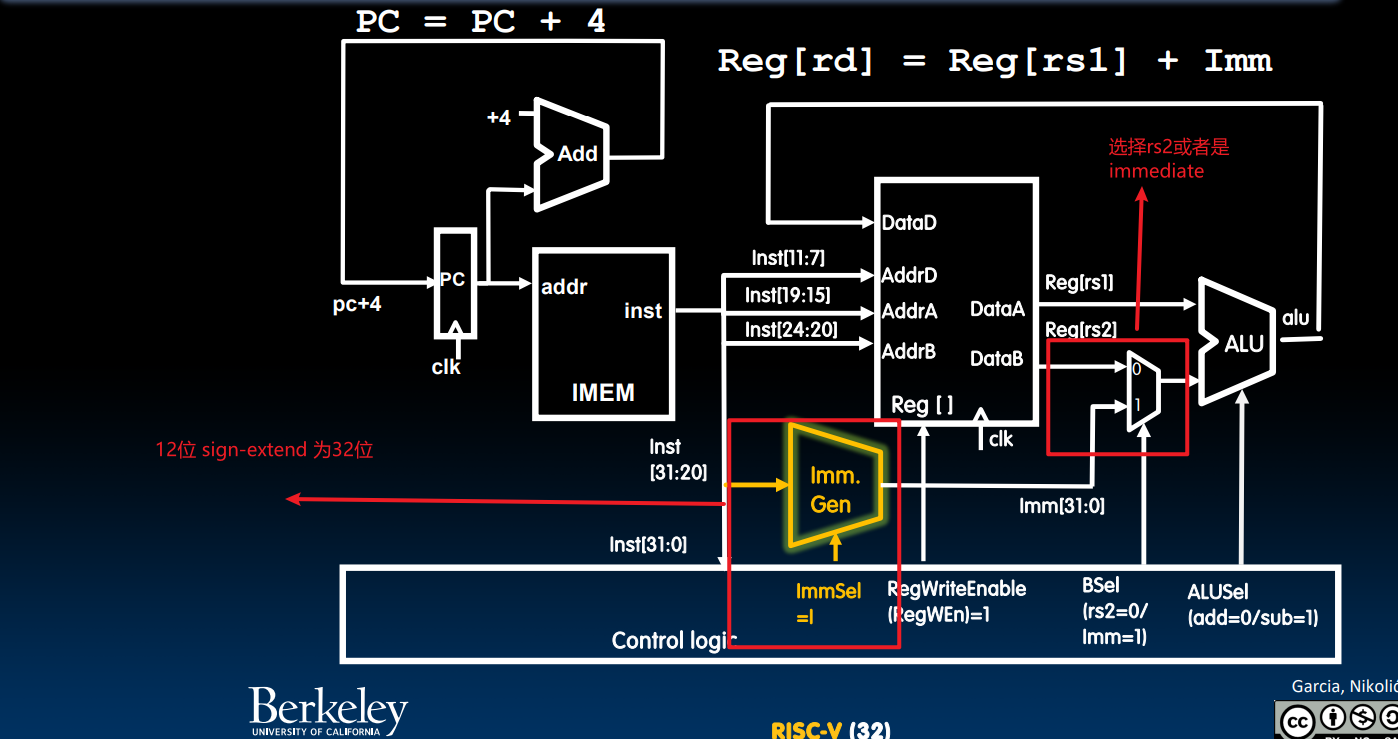 PC = PC + 4
Reg[rd] = Reg[rs1] + Imm
+4
Add
选择rs2或者是
immediate
DataD
Inst[11:7]
AddrD
PC
addr
inst
Inst[19:15]
AddrA
DataA
Reg[rs1]
pc+4
Inst[24:20]
AddrB
DataB
Reg[rs2]
ALU
alu
0
1
clk
IMEM
Reg [ ]
clk
12位 sign-extend 为32位
Inst
[31:20]
Imm.
Gen
Imm[31:0]
Inst[31:0]
ImmSel
=I
RegWriteEnable
(RegWEn)=1
BSel
(rs2=0/
Imm=1)
ALUSel
(add=0/sub=1)
Control logic
Berkeley
UNIVERSITY OF CALIFORNIA
RISC-V (32)
Garcia, Nikolić
cc